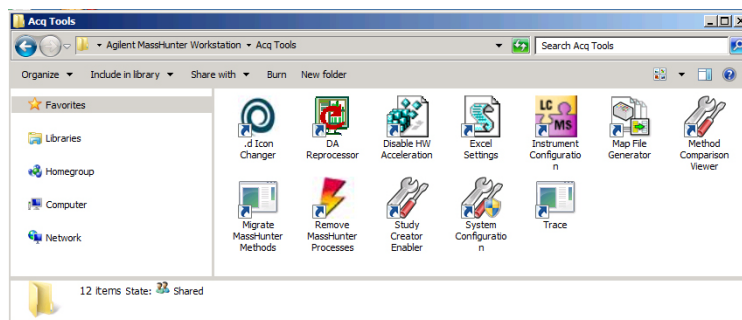 Acq Tools
Agilent MassHunter Workstation Acq Tools
Search Acq Tools
Organize Include in library Share with Burn New folder
Favorites
Libraries
Homegroup
Computer
Network
.d Icon
Changer
DA
Reprocessor
Disable HW
Acceleration
Excel
Settings
LC
MS
Instrument
Configuratio
n
Map File
Generator
Method
Comparison
Viewer
Migrate
MassHunter
Methods
Remove
MassHunter
Processes
Study
Creator
Enabler
System
Configuratio
n
Trace
12 items State: Shared